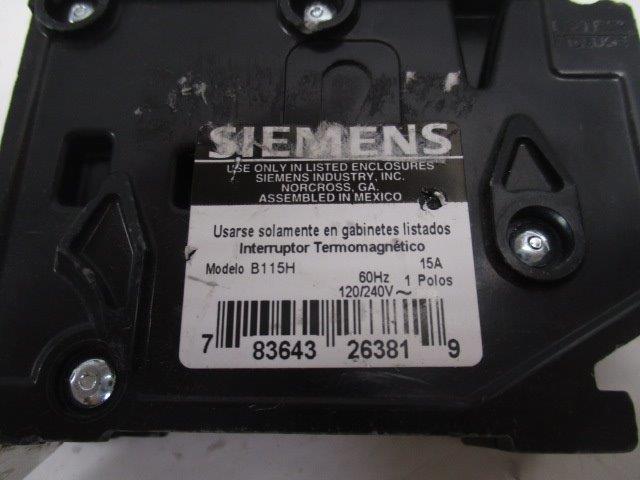 SIEMENS
USE ONLY IN LISTED ENCLOSURES
SIEMENS INDUSTRY, INC.
NORCROSS, GA.
ASSEMBLED IN MEXICO
Usarse solamente en gabinetes listados
Interruptor Termomagnético
Modelo B115H 15A
60Hz 1 Polos
120/240V~
7 83643 26381 9